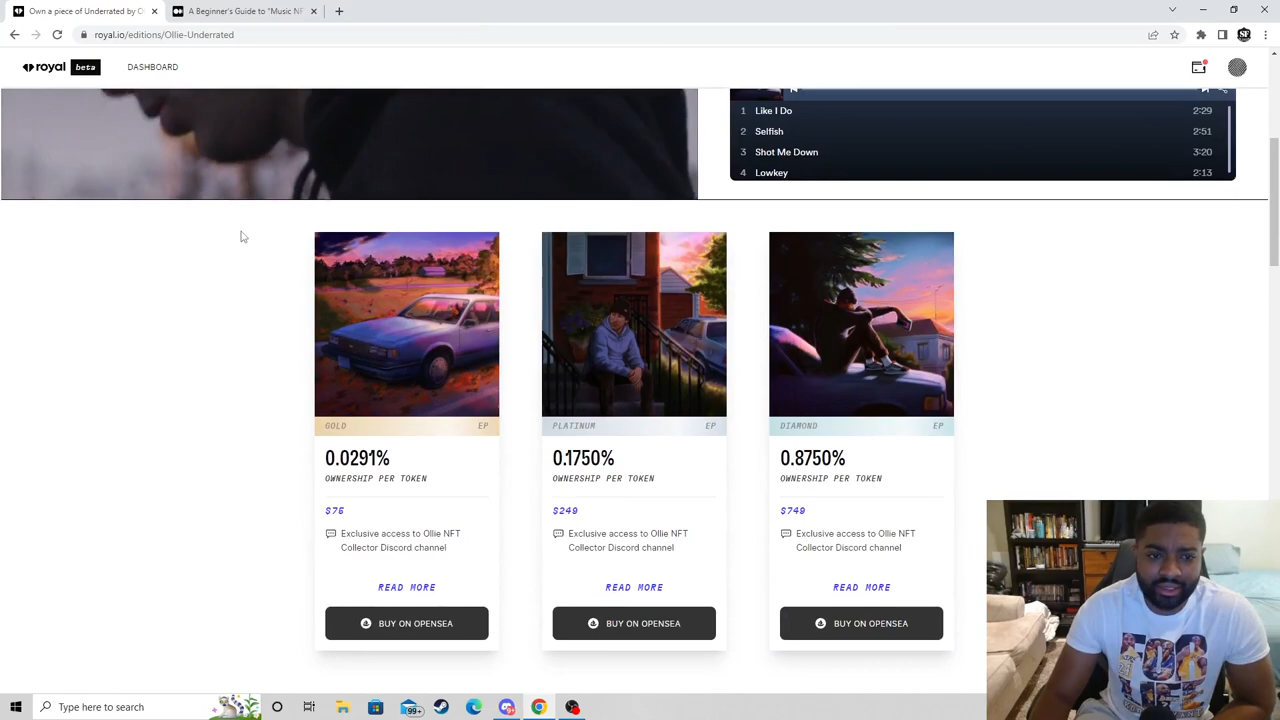 Own a piece of Underrated by O
A Beginner's Guide to "Music NF
royal.io/editions/Ollie-Underrated
royal beta DASHBOARD
1 Like I Do 2:29
2 Selfish 2:51
3 Shot Me Down 3:20
4 Lowkey 2:13
GOLD EP
0.0291%
OWNERSHIP PER TOKEN
$75
Exclusive access to Ollie NFT
Collector Discord channel
READ MORE
BUY ON OPENSEA
PLATINUM EP
0.1750%
OWNERSHIP PER TOKEN
$249
Exclusive access to Ollie NFT
Collector Discord channel
READ MORE
BUY ON OPENSEA
DIAMOND EP
0.8750%
OWNERSHIP PER TOKEN
$749
Exclusive access to Ollie NFT
Collector Discord channel
READ MORE
BUY ON OPENSEA
Type here to search
99+